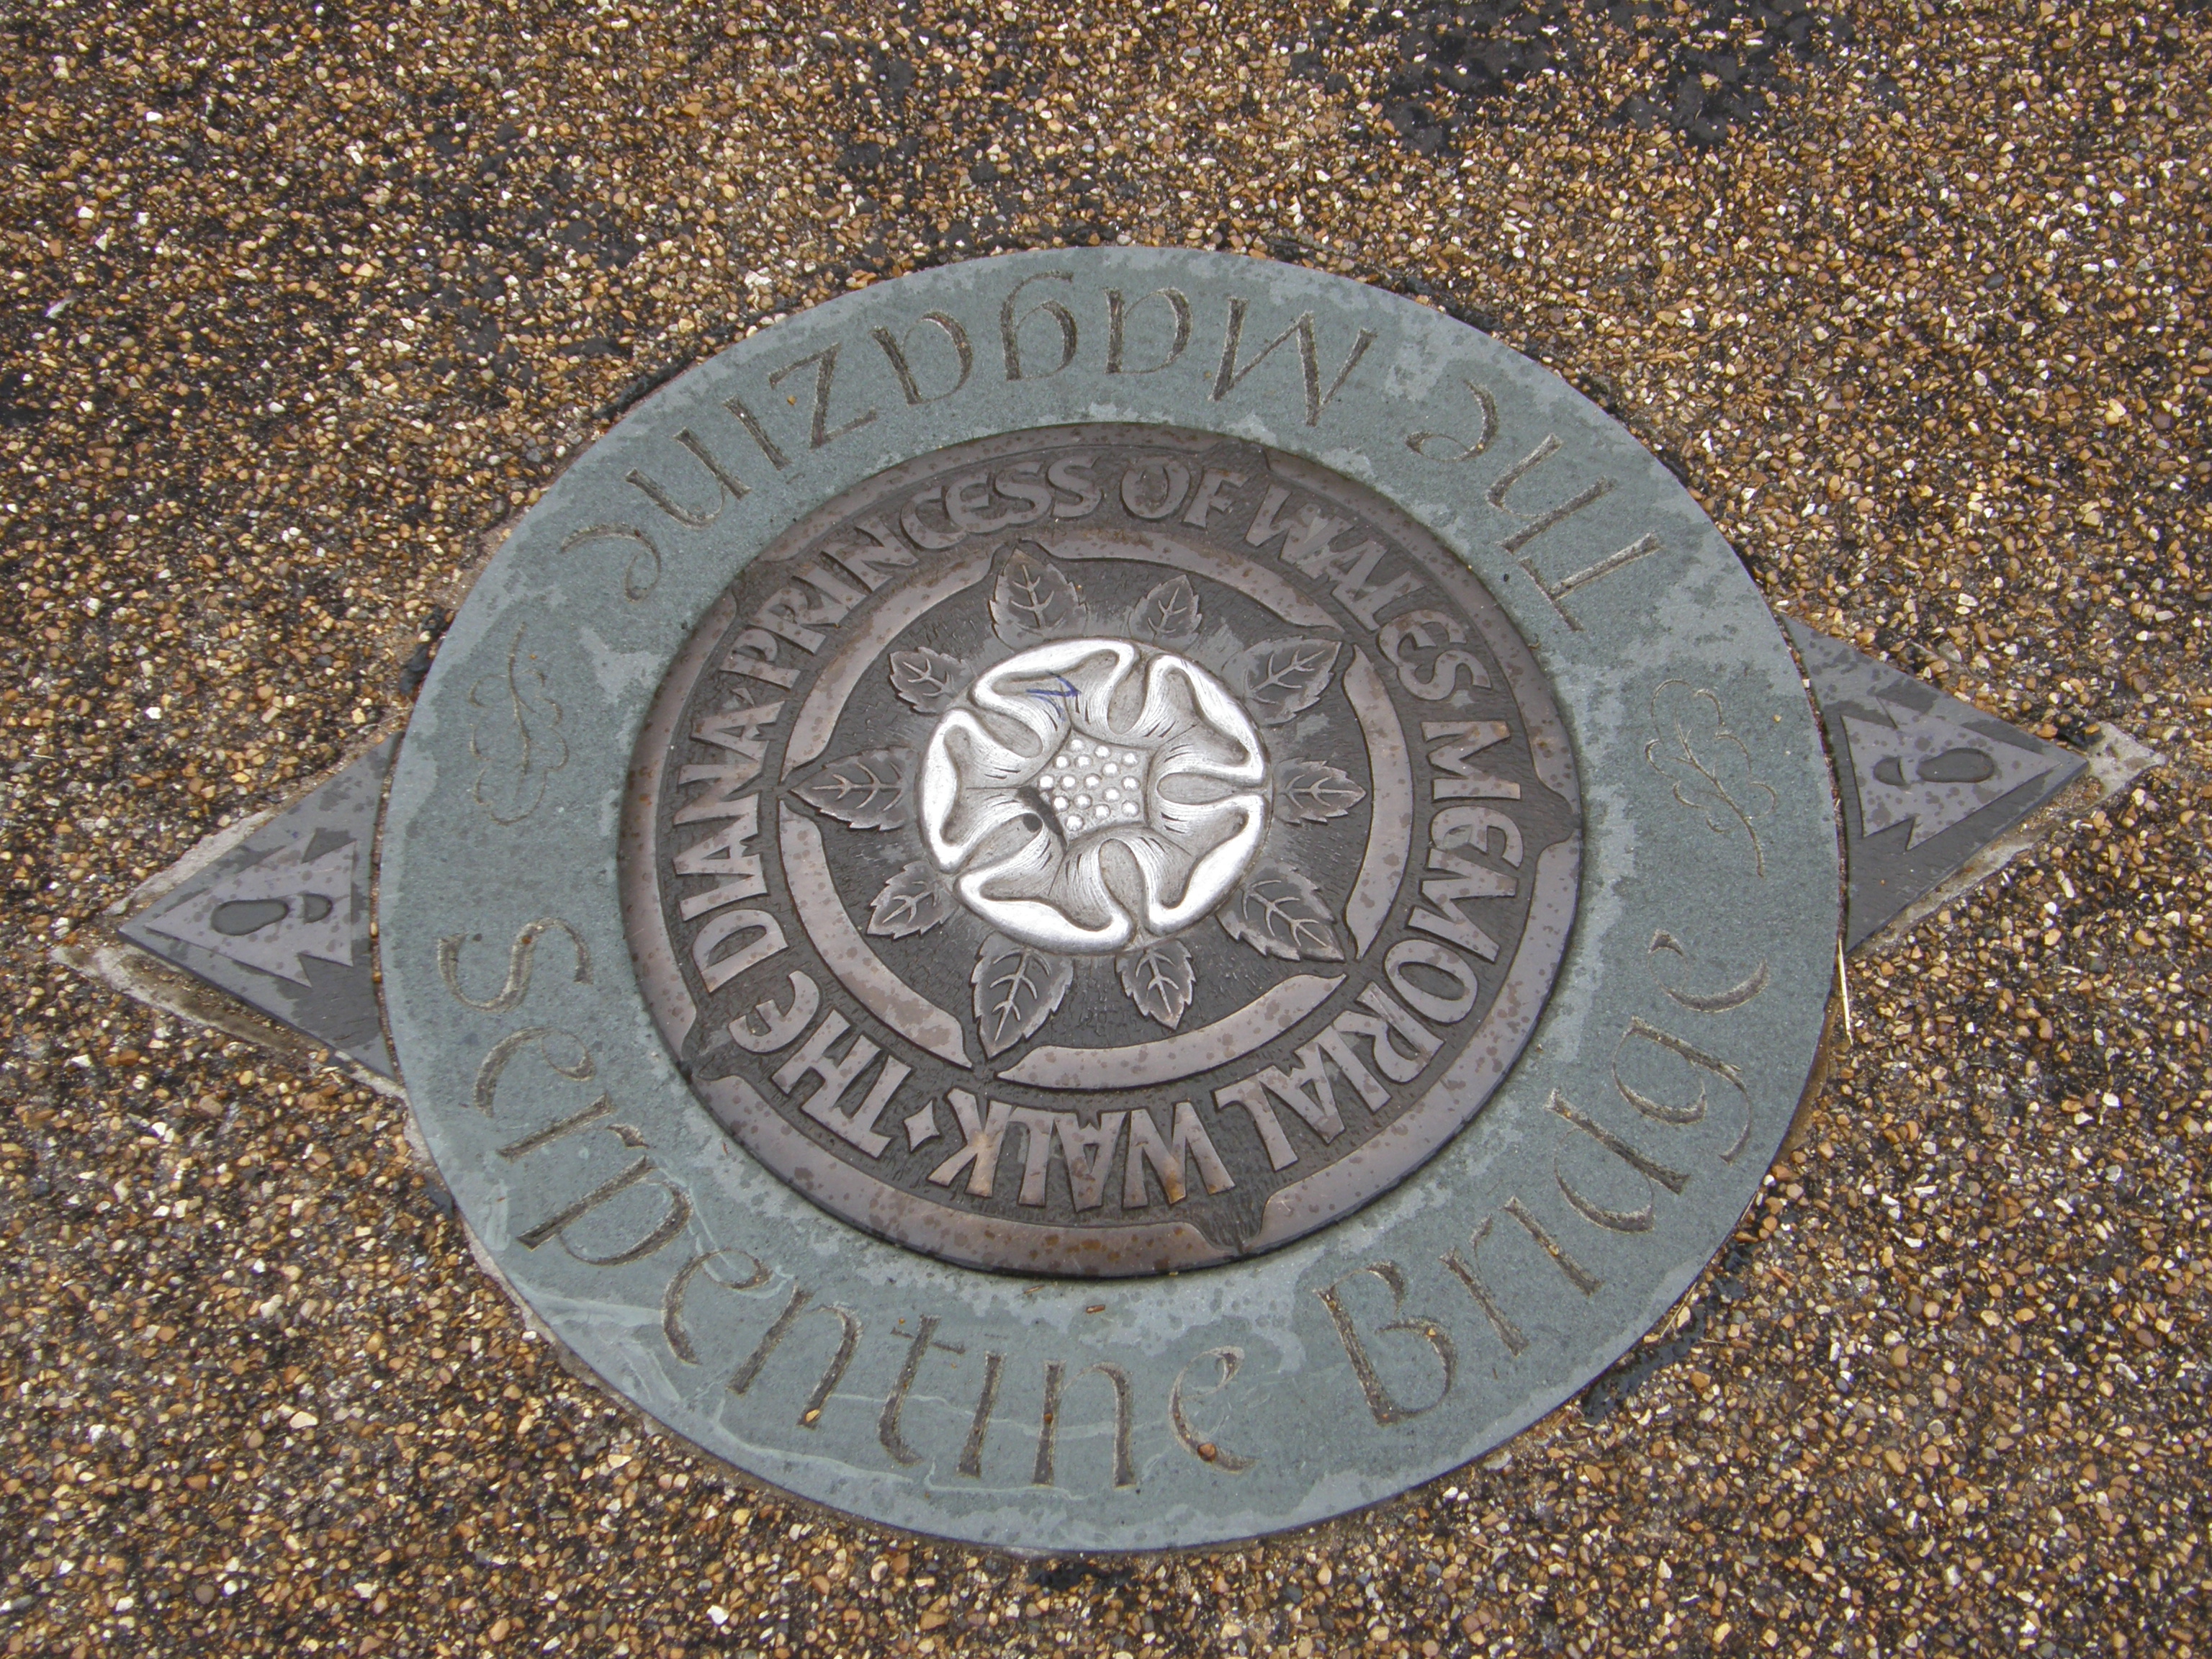 The Magazine
THE DIANA · PRINCESS OF WALES MEMORIAL WALK ·
Serpentine Bridge